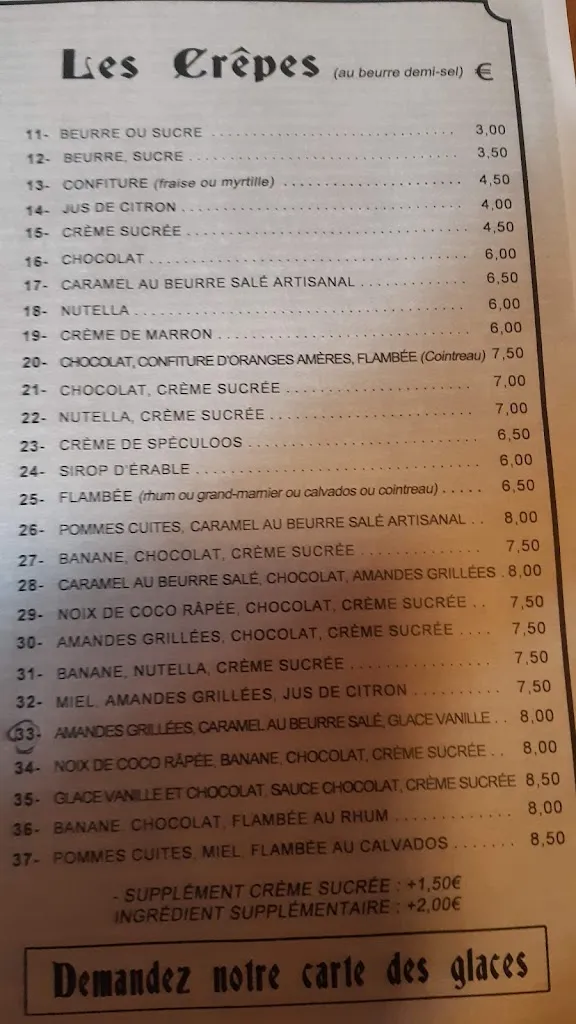 Les Crêpes (au beurre demi-sel) €
11- BEURRE OU SUCRE 3,00
12- BEURRE, SUCRE 3,50
13- CONFITURE (fraise ou myrtille) 4,50
14- JUS DE CITRON 4,00
15- CRÈME SUCRÉE 4,50
16- CHOCOLAT 6,00
17- CARAMEL AU BEURRE SALÉ ARTISANAL 6,50
18- NUTELLA 6,00
19- CRÈME DE MARRON 6,00
20- CHOCOLAT, CONFITURE D'ORANGES AMÈRES, FLAMBÉE (Cointreau) 7,50
21- CHOCOLAT, CRÈME SUCRÉE 7,00
22- NUTELLA, CRÈME SUCRÉE 7,00
23- CRÈME DE SPÉCULOOS 6,50
24- SIROP D'ÉRABLE 6,00
25- FLAMBÉE (rhum ou grand-marnier ou calvados ou cointreau) 6,50
26- POMMES CUITES, CARAMEL AU BEURRE SALÉ ARTISANAL 8,00
27- BANANE, CHOCOLAT, CRÈME SUCRÉE 7,50
28- CARAMEL AU BEURRE SALÉ, CHOCOLAT, AMANDES GRILLÉES 8,00
29- NOIX DE COCO RÂPÉE, CHOCOLAT, CRÈME SUCRÉE 7,50
30- AMANDES GRILLÉES, CHOCOLAT, CRÈME SUCRÉE 7,50
31- BANANE, NUTELLA, CRÈME SUCRÉE 7,50
32- MIEL, AMANDES GRILLÉES, JUS DE CITRON 7,50
33- AMANDES GRILLÉES, CARAMEL AU BEURRE SALÉ, GLACE VANILLE 8,00
34- NOIX DE COCO RÂPÉE, BANANE, CHOCOLAT, CRÈME SUCRÉE 8,00
35- GLACE VANILLE ET CHOCOLAT, SAUCE CHOCOLAT, CRÈME SUCRÉE 8,50
36- BANANE, CHOCOLAT, FLAMBÉE AU RHUM 8,00
37- POMMES CUITES, MIEL, FLAMBÉE AU CALVADOS 8,50
- SUPPLÉMENT CRÈME SUCRÉE : +1,50€
INGRÉDIENT SUPPLÉMENTAIRE : +2,00€
Demandez notre carte des glaces